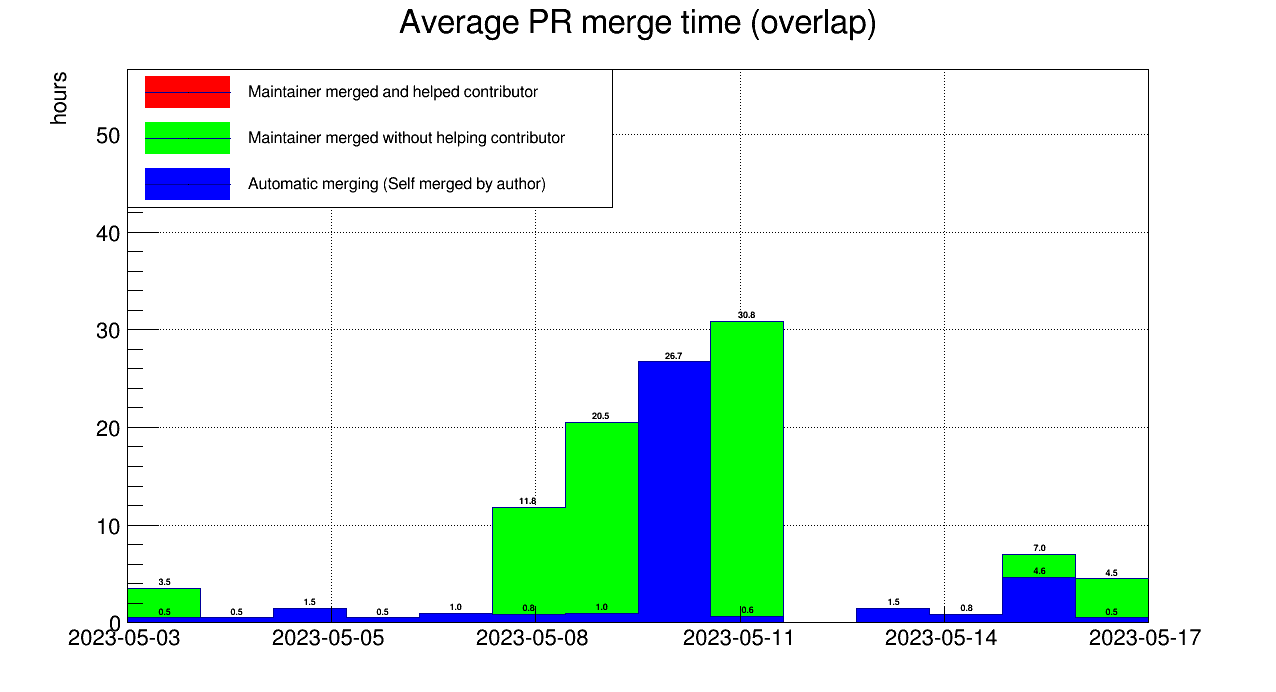 Average PR merge time (overlap)
hours
Maintainer merged and helped contributor
Maintainer merged without helping contributor
Automatic merging (Self merged by author)
50
40
30
20
10
0
30.8
26.7
20.5
11.8
7.0
3.5 4.6 4.5
1.5 1.5
0.5 0.5 0.5 1.0 0.8 1.0 0.6 0.8 0.5
2023-05-03 2023-05-05 2023-05-08 2023-05-11 2023-05-14 2023-05-17